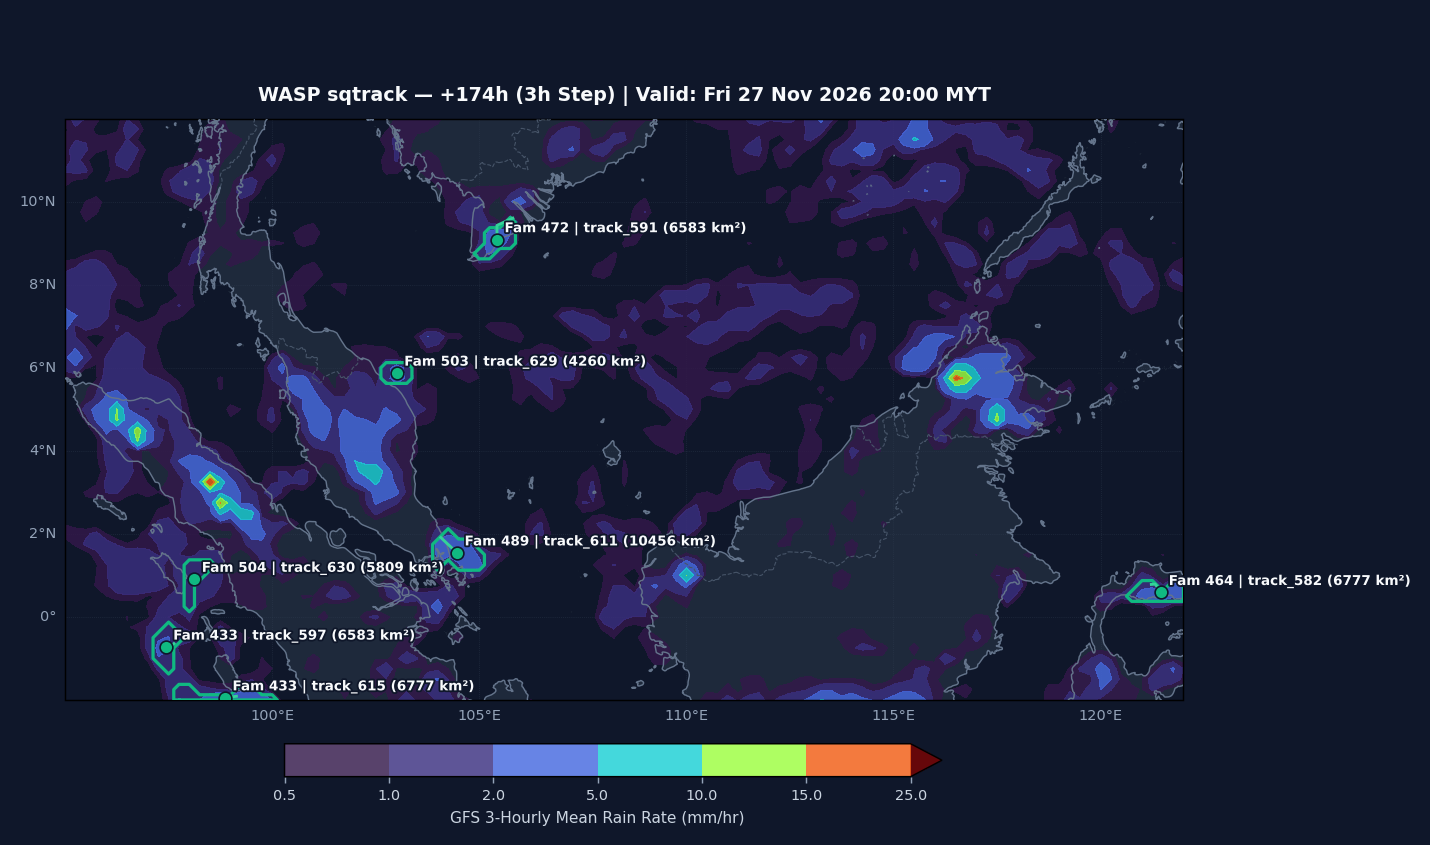 WASP sqtrack — +174h (3h Step) | Valid: Fri 27 Nov 2026 20:00 MYT
10°N
Fam 472 | track_591 (6583 km²)
8°N
Fam 503 | track_629 (4260 km²)
6°N
4°N
2°N
Fam 489 | track_611 (10456 km²)
Fam 504 | track_630 (5809 km²)
Fam 464 | track_582 (6777 km²)
0°
Fam 433 | track_597 (6583 km²)
Fam 433 | track_615 (6777 km²)
100°E 105°E 110°E 115°E 120°E
0.5 1.0 2.0 5.0 10.0 15.0 25.0
GFS 3-Hourly Mean Rain Rate (mm/hr)